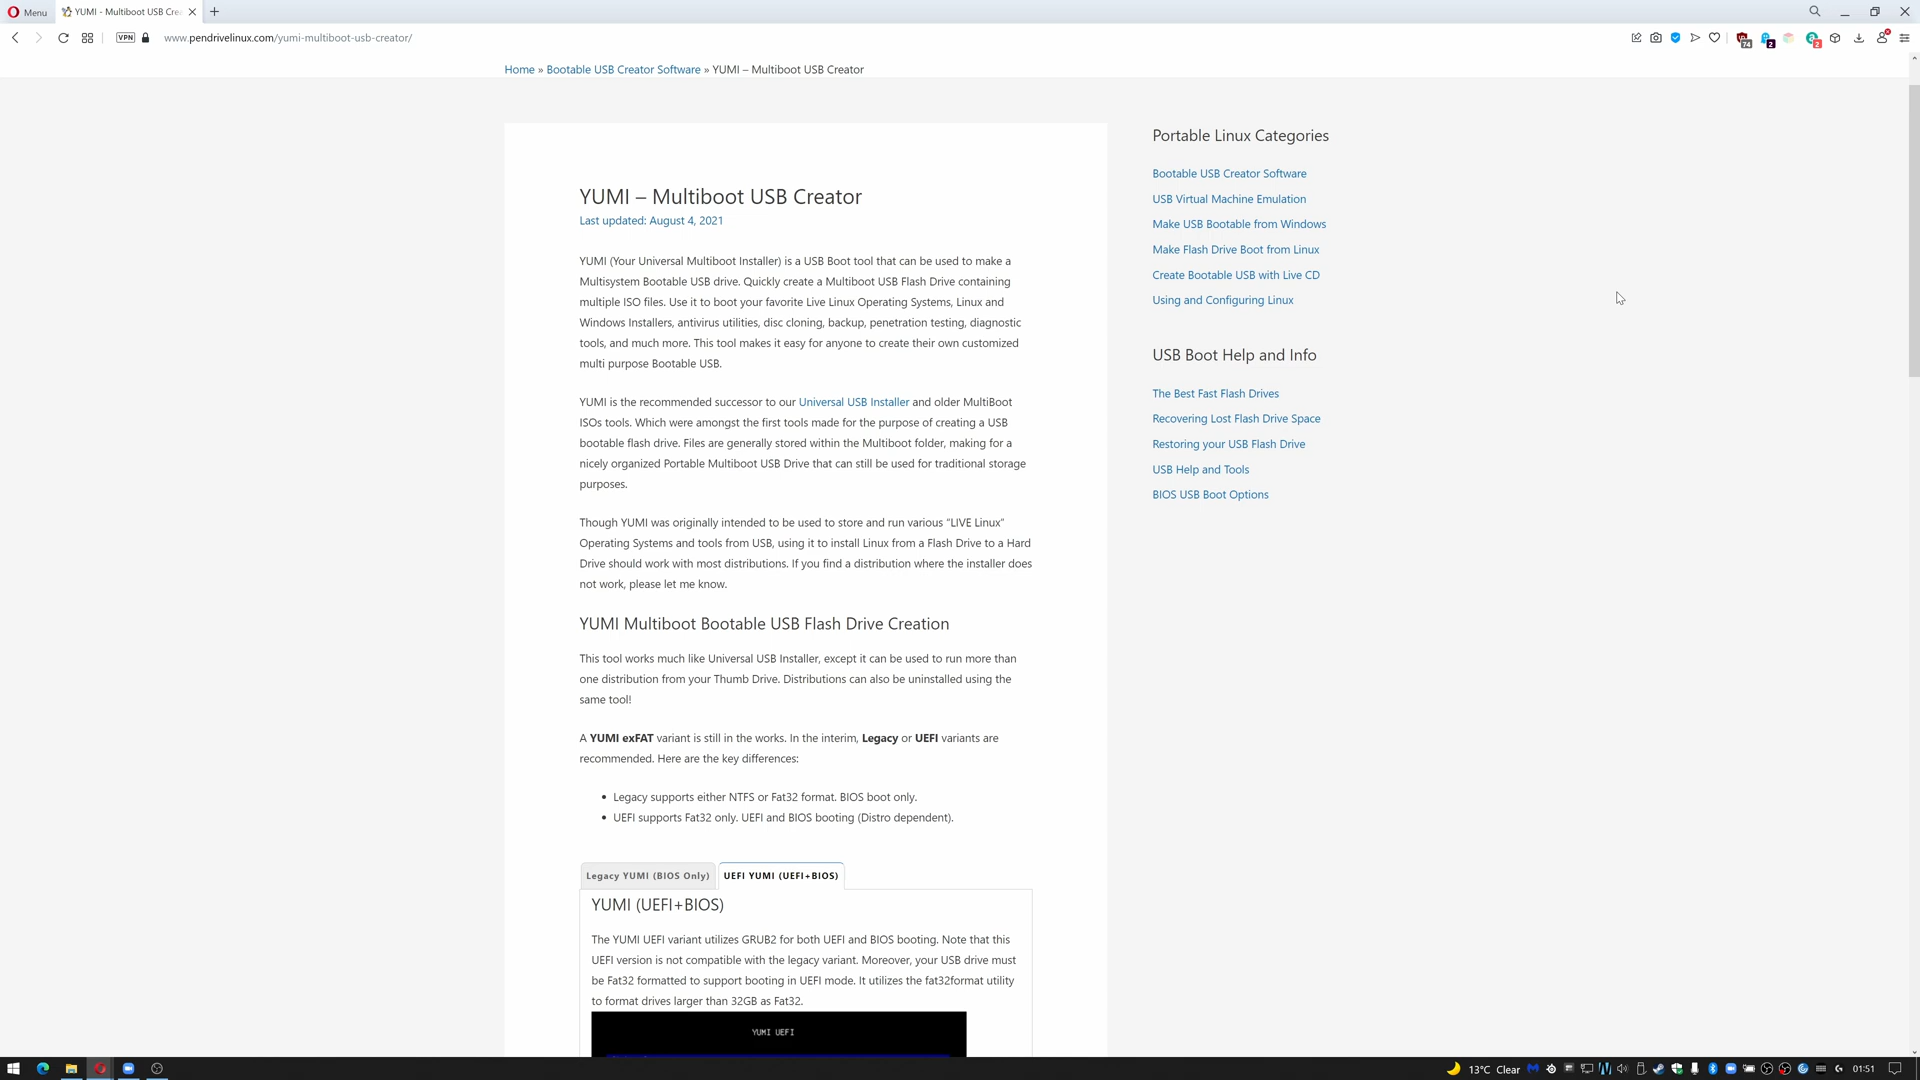 Menu
YUMI - Multiboot USB Cre
VPN
www.pendrivelinux.com/yumi-multiboot-usb-creator/
74
2
2
Home » Bootable USB Creator Software » YUMI – Multiboot USB Creator
YUMI – Multiboot USB Creator
Last updated: August 4, 2021
YUMI (Your Universal Multiboot Installer) is a USB Boot tool that can be used to make a
Multisystem Bootable USB drive. Quickly create a Multiboot USB Flash Drive containing
multiple ISO files. Use it to boot your favorite Live Linux Operating Systems, Linux and
Windows Installers, antivirus utilities, disc cloning, backup, penetration testing, diagnostic
tools, and much more. This tool makes it easy for anyone to create their own customized
multi purpose Bootable USB.
YUMI is the recommended successor to our Universal USB Installer and older MultiBoot
ISOs tools. Which were amongst the first tools made for the purpose of creating a USB
bootable flash drive. Files are generally stored within the Multiboot folder, making for a
nicely organized Portable Multiboot USB Drive that can still be used for traditional storage
purposes.
Though YUMI was originally intended to be used to store and run various “LIVE Linux”
Operating Systems and tools from USB, using it to install Linux from a Flash Drive to a Hard
Drive should work with most distributions. If you find a distribution where the installer does
not work, please let me know.
YUMI Multiboot Bootable USB Flash Drive Creation
This tool works much like Universal USB Installer, except it can be used to run more than
one distribution from your Thumb Drive. Distributions can also be uninstalled using the
same tool!
A YUMI exFAT variant is still in the works. In the interim, Legacy or UEFI variants are
recommended. Here are the key differences:
• Legacy supports either NTFS or Fat32 format. BIOS boot only.
• UEFI supports Fat32 only. UEFI and BIOS booting (Distro dependent).
Legacy YUMI (BIOS Only)
UEFI YUMI (UEFI+BIOS)
YUMI (UEFI+BIOS)
The YUMI UEFI variant utilizes GRUB2 for both UEFI and BIOS booting. Note that this
UEFI version is not compatible with the legacy variant. Moreover, your USB drive must
be Fat32 formatted to support booting in UEFI mode. It utilizes the fat32format utility
to format drives larger than 32GB as Fat32.
YUMI UEFI
Portable Linux Categories
Bootable USB Creator Software
USB Virtual Machine Emulation
Make USB Bootable from Windows
Make Flash Drive Boot from Linux
Create Bootable USB with Live CD
Using and Configuring Linux
USB Boot Help and Info
The Best Fast Flash Drives
Recovering Lost Flash Drive Space
Restoring your USB Flash Drive
USB Help and Tools
BIOS USB Boot Options
13°C Clear
01:51